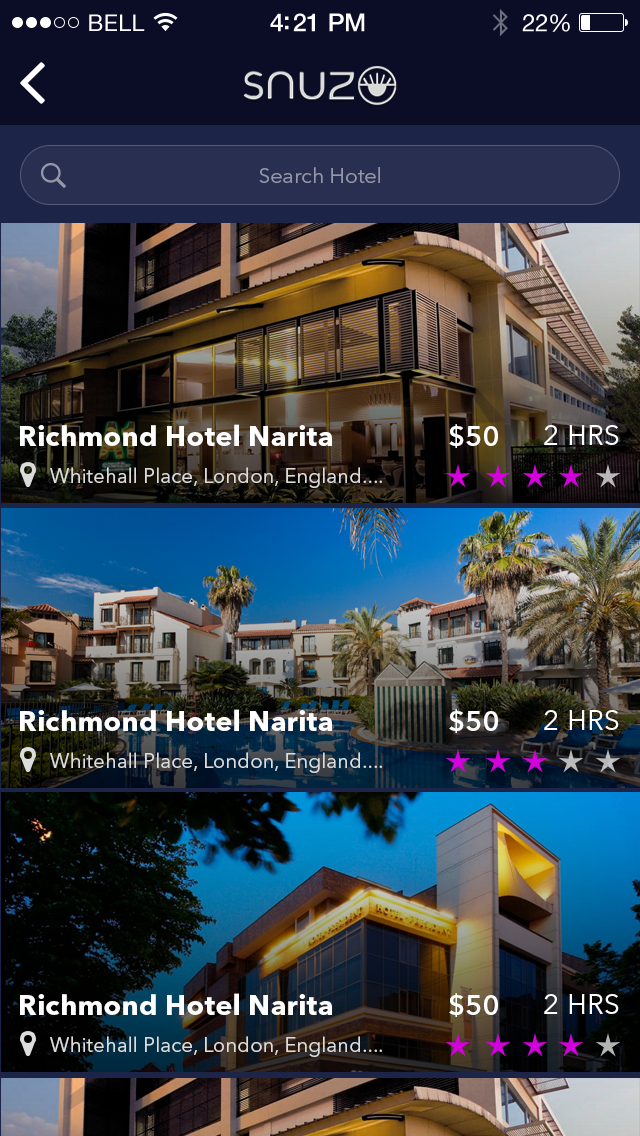 BELL 4:21 PM 22%
SNUZO
Search Hotel
Richmond Hotel Narita $50 2 HRS
Whitehall Place, London, England....
Richmond Hotel Narita $50 2 HRS
Whitehall Place, London, England....
Richmond Hotel Narita $50 2 HRS
Whitehall Place, London, England....